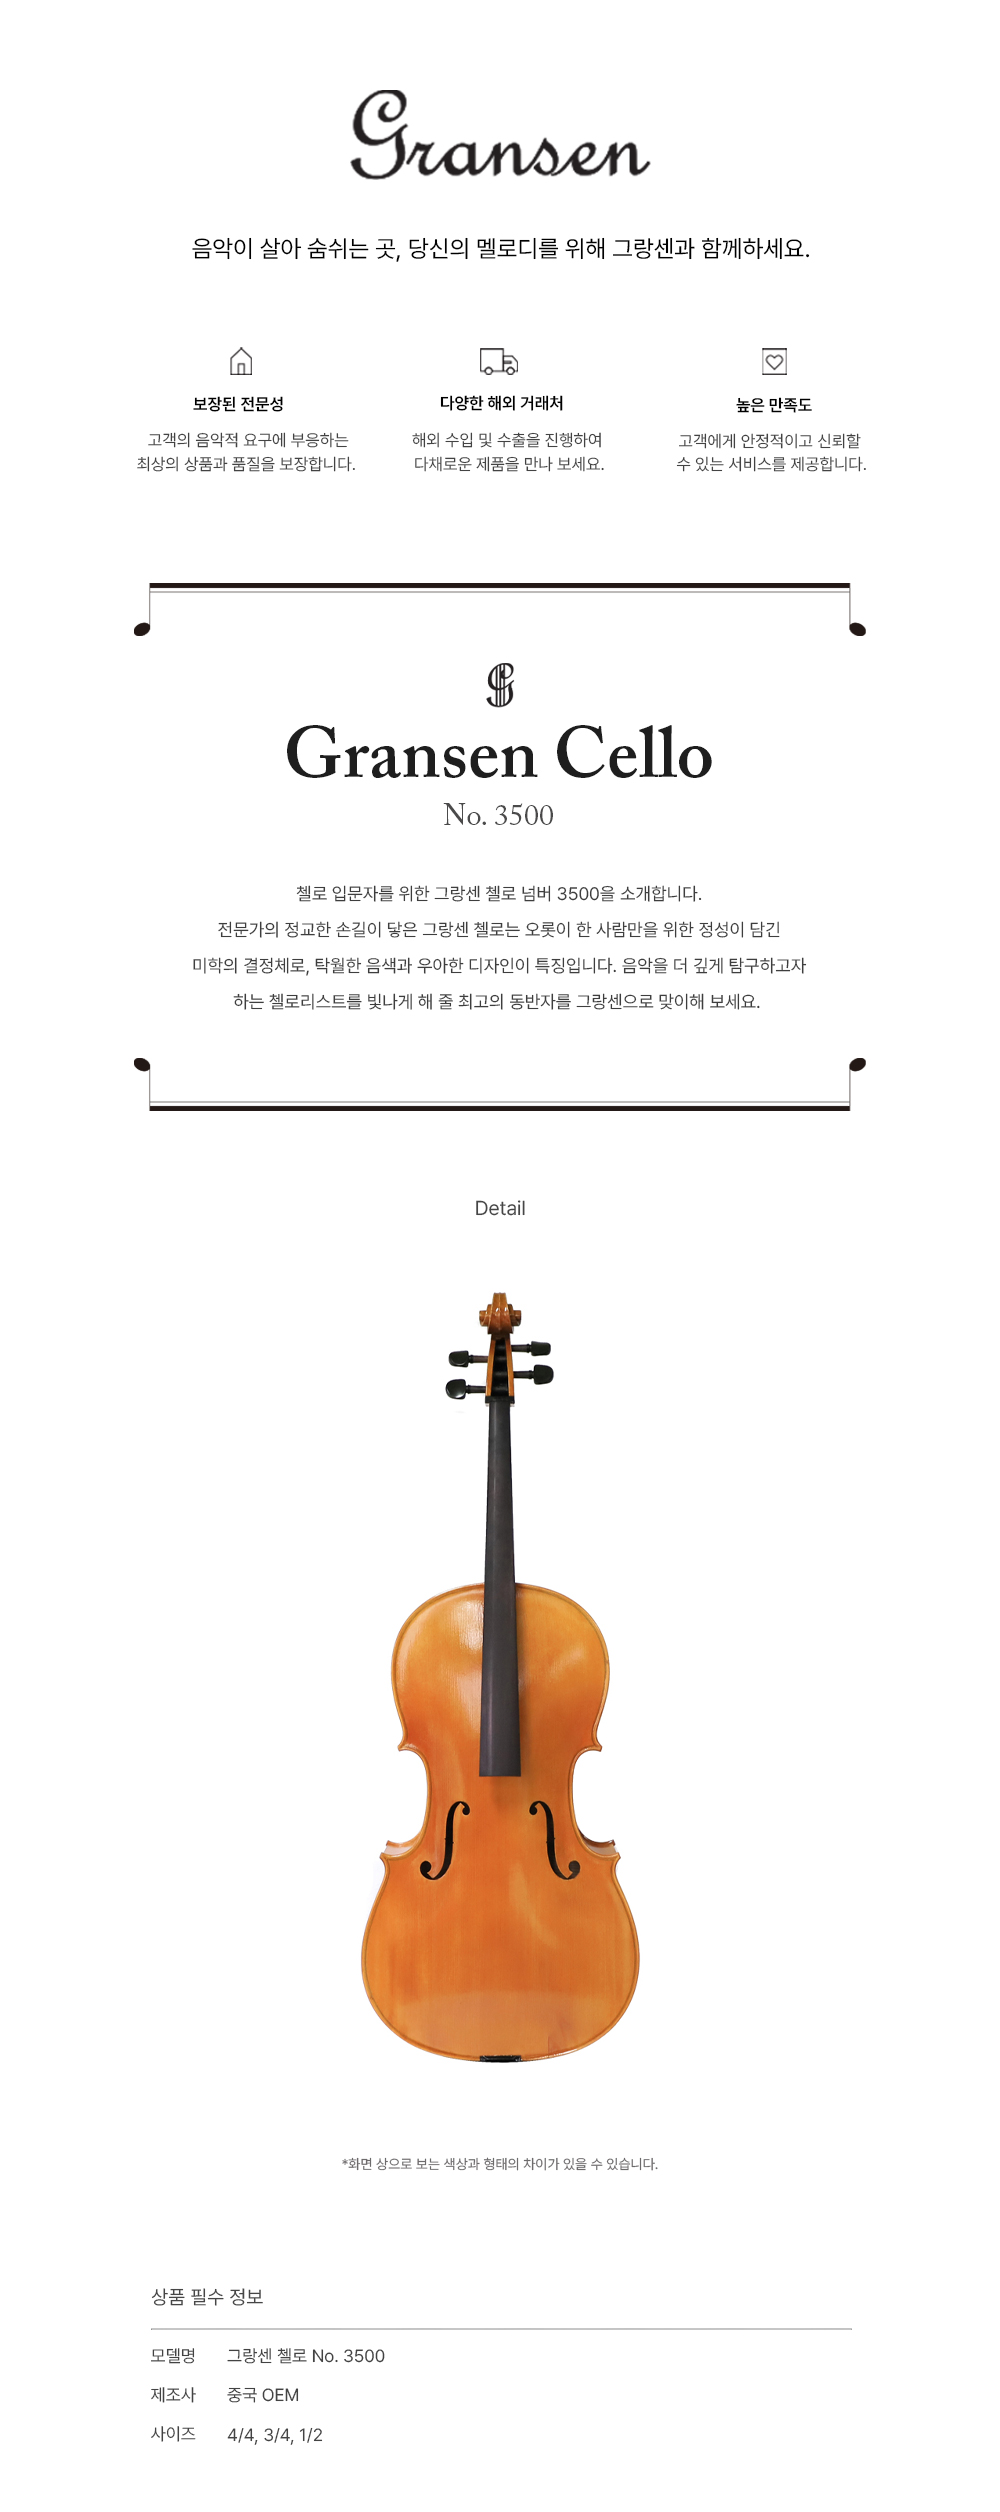 Gransen
음악이 살아 숨쉬는 곳, 당신의 멜로디를 위해 그랑센과 함께하세요.
보장된 전문성
고객의 음악적 요구에 부응하는
최상의 상품과 품질을 보장합니다.
다양한 해외 거래처
해외 수입 및 수출을 진행하여
다채로운 제품을 만나 보세요.
높은 만족도
고객에게 안정적이고 신뢰할
수 있는 서비스를 제공합니다.
Gransen Cello
No. 3500
첼로 입문자를 위한 그랑센 첼로 넘버 3500을 소개합니다.
전문가의 정교한 손길이 닿은 그랑센 첼로는 오롯이 한 사람만을 위한 정성이 담긴
미학의 결정체로, 탁월한 음색과 우아한 디자인이 특징입니다. 음악을 더 깊게 탐구하고자
하는 첼로리스트를 빛나게 해 줄 최고의 동반자를 그랑센으로 맞이해 보세요.
Detail
*화면 상으로 보는 색상과 형태의 차이가 있을 수 있습니다.
상품 필수 정보
모델명 그랑센 첼로 No. 3500
제조사 중국 OEM
사이즈 4/4, 3/4, 1/2